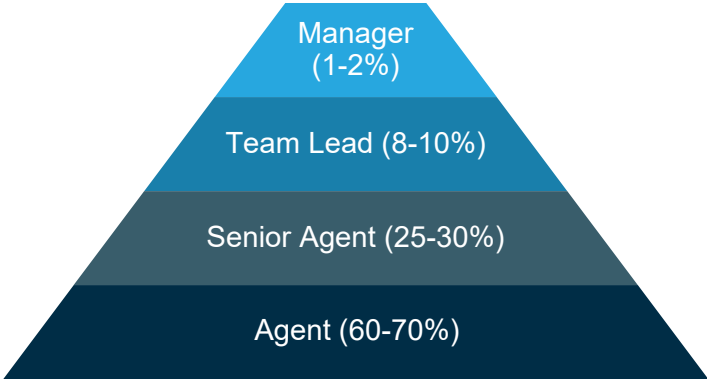 Manager
(1-2%)
Team Lead (8-10%)
Senior Agent (25-30%)
Agent (60-70%)